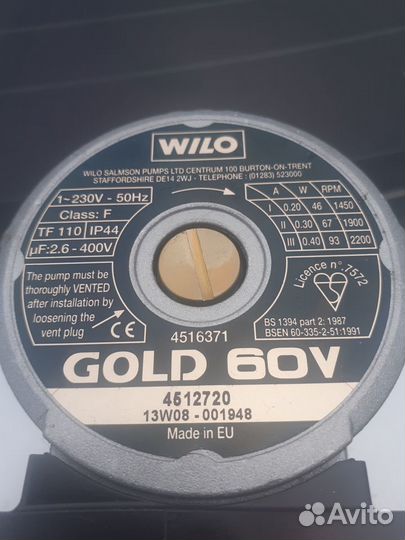 WILO
WILO SALMSON PUMPS LTD CENTRUM 100 BURTON-ON-TRENT
STAFFORDSHIRE DE14 2WJ - TELEPHONE : (01283) 523000
1~230V - 50Hz
Class: F
TF 110 IP44
µF:2.6 - 400V
A W RPM
I 0.20 46 1450
II 0.30 67 1900
III 0.40 93 2200
The pump must be
thoroughly VENTED
after installation by
loosening the
vent plug
CE
Licence n°.7572
BS 1394 part 2: 1987
BSEN 60-335-2-51:1991
4516371
GOLD 60V
4512720
13W08 - 001948
Made in EU
Avito